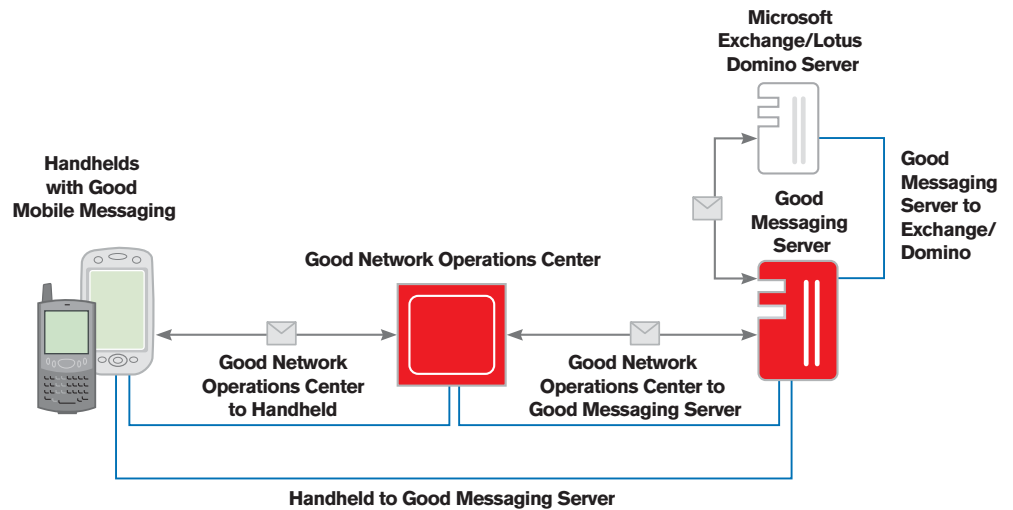 Microsoft
Exchange/Lotus
Domino Server
Handhelds
with Good
Mobile Messaging
Good
Messaging
Server to
Exchange/
Domino
Good
Messaging
Server
Good Network Operations Center
Good Network
Operations Center
to Handheld
Good Network
Operations Center to
Good Messaging Server
Handheld to Good Messaging Server